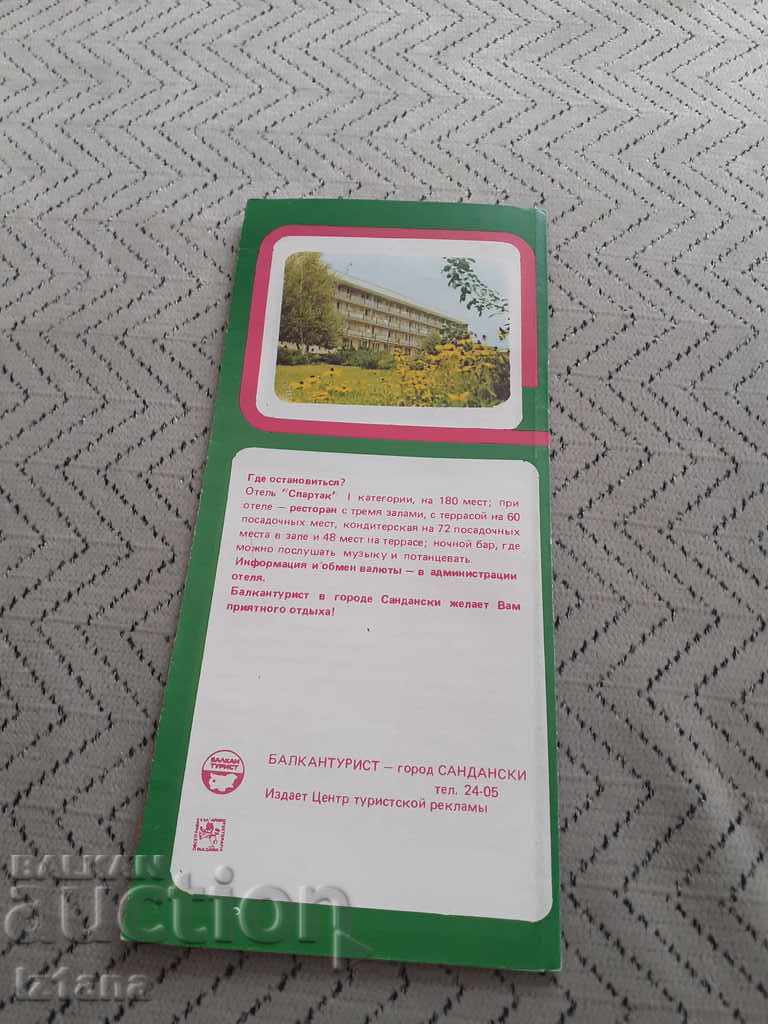 Где остановиться?
Отель "Спартак" I категории, на 180 мест; при
отеле — ресторан с тремя залами, с террасой на 60
посадочных мест, кондитерская на 72 посадочных
места в зале и 48 мест на террасе; ночной бар, где
можно послушать музыку и потанцевать.
Информация и обмен валюты — в администрации
отеля.
Балкантурист в городе Сандански желает Вам
приятного отдыха!
БАЛКАН
ТУРИСТ
БАЛКАНТУРИСТ — город САНДАНСКИ
тел. 24-05
Издает Центр туристской рекламы
BALKAN
auction
iz1ana